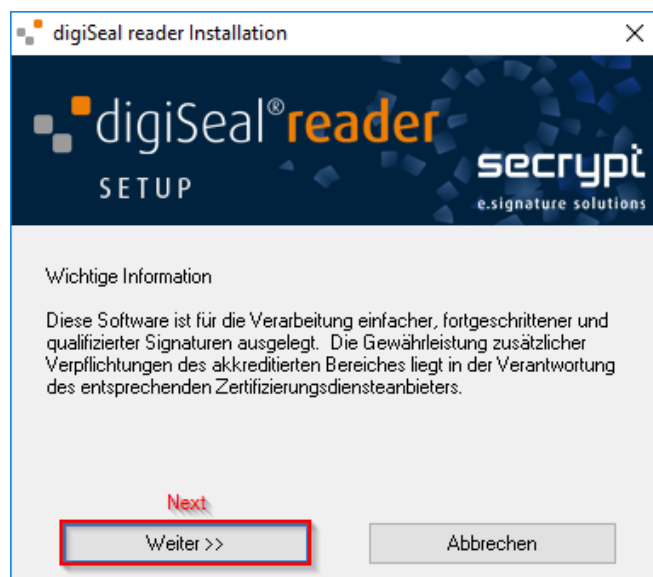 digiSeal reader Installation
digiSeal®reader
SETUP
secrypt
e.signature solutions
Wichtige Information
Diese Software ist für die Verarbeitung einfacher, fortgeschrittener und
qualifizierter Signaturen ausgelegt. Die Gewährleistung zusätzlicher
Verpflichtungen des akkreditierten Bereiches liegt in der Verantwortung
des entsprechenden Zertifizierungsdiensteanbieters.
Next
Weiter >>
Abbrechen